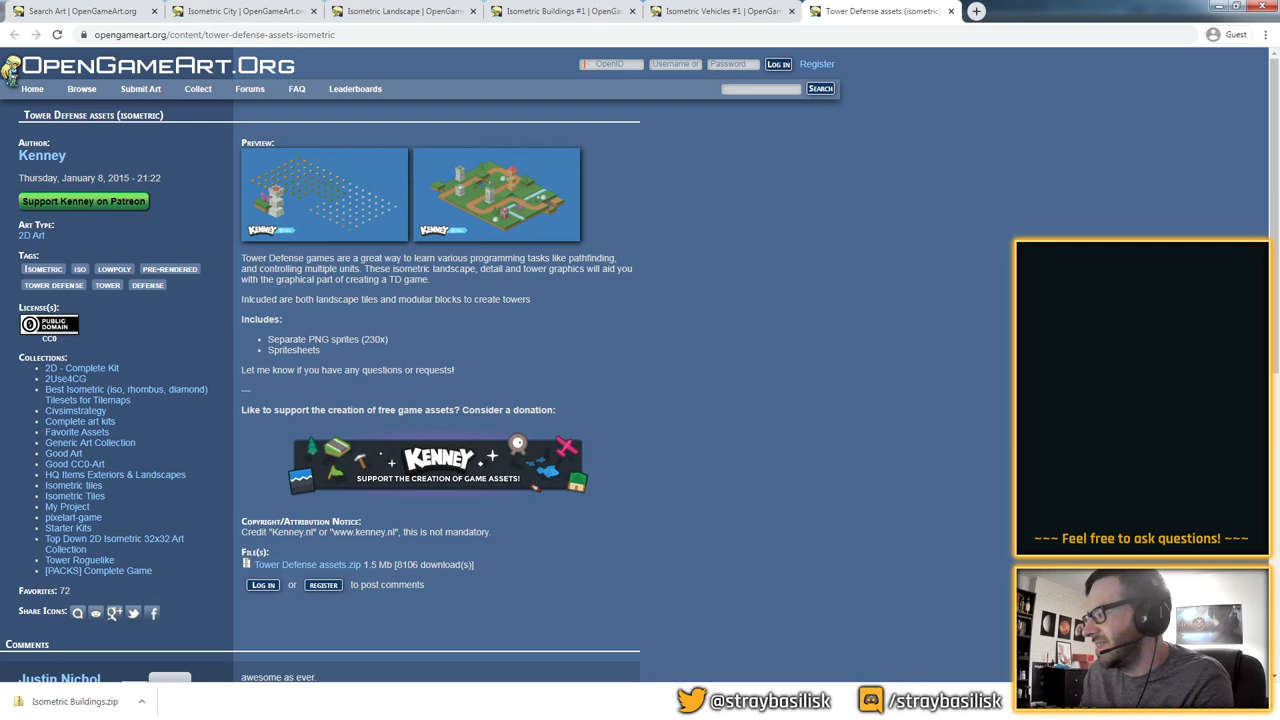 Search Art | OpenGameArt.org
Isometric City | OpenGameArt.or
Isometric Landscape | OpenGam
Isometric Buildings #1 | OpenGa
Isometric Vehicles #1 | OpenGam
Tower Defense assets (isometric)
opengameart.org/content/tower-defense-assets-isometric
Guest
OpenGameArt.Org
OpenID
Username or
Password
Log in
Register
Home
Browse
Submit Art
Collect
Forums
FAQ
Leaderboards
Search
Tower Defense assets (isometric)
Author:
Kenney
Thursday, January 8, 2015 - 21:22
Support Kenney on Patreon
Art Type:
2D Art
Tags:
Isometric
iso
lowpoly
pre-rendered
tower defense
tower
defense
License(s):
PUBLIC DOMAIN
CC0
Collections:
2D - Complete Kit
2Use4CG
Best Isometric (iso, rhombus, diamond)
Tilesets for Tilemaps
Civsimstrategy
Complete art kits
Favorite Assets
Generic Art Collection
Good Art
Good CC0-Art
HQ Items Exteriors & Landscapes
Isometric tiles
Isometric Tiles
My Project
pixelart-game
Starter Kits
Top Down 2D Isometric 32x32 Art
Collection
Tower Roguelike
[PACKS] Complete Game
Favorites: 72
Share Icons:
Preview:
KENNEY
KENNEY
Tower Defense games are a great way to learn various programming tasks like pathfinding,
and controlling multiple units. These isometric landscape, detail and tower graphics will aid you
with the graphical part of creating a TD game.
Inlcuded are both landscape tiles and modular blocks to create towers
Includes:
Separate PNG sprites (230x)
Spritesheets
Let me know if you have any questions or requests!
---
Like to support the creation of free game assets? Consider a donation:
KENNEY
SUPPORT THE CREATION OF GAME ASSETS!
Copyright/Attribution Notice:
Credit "Kenney.nl" or "www.kenney.nl", this is not mandatory.
File(s):
Tower Defense assets.zip 1.5 Mb [8106 download(s)]
Log in or register to post comments
Comments
Justin Nichol
awesome as ever.
~~~ Feel free to ask questions! ~~~
Isometric Buildings.zip
@straybasilisk
/straybasilisk